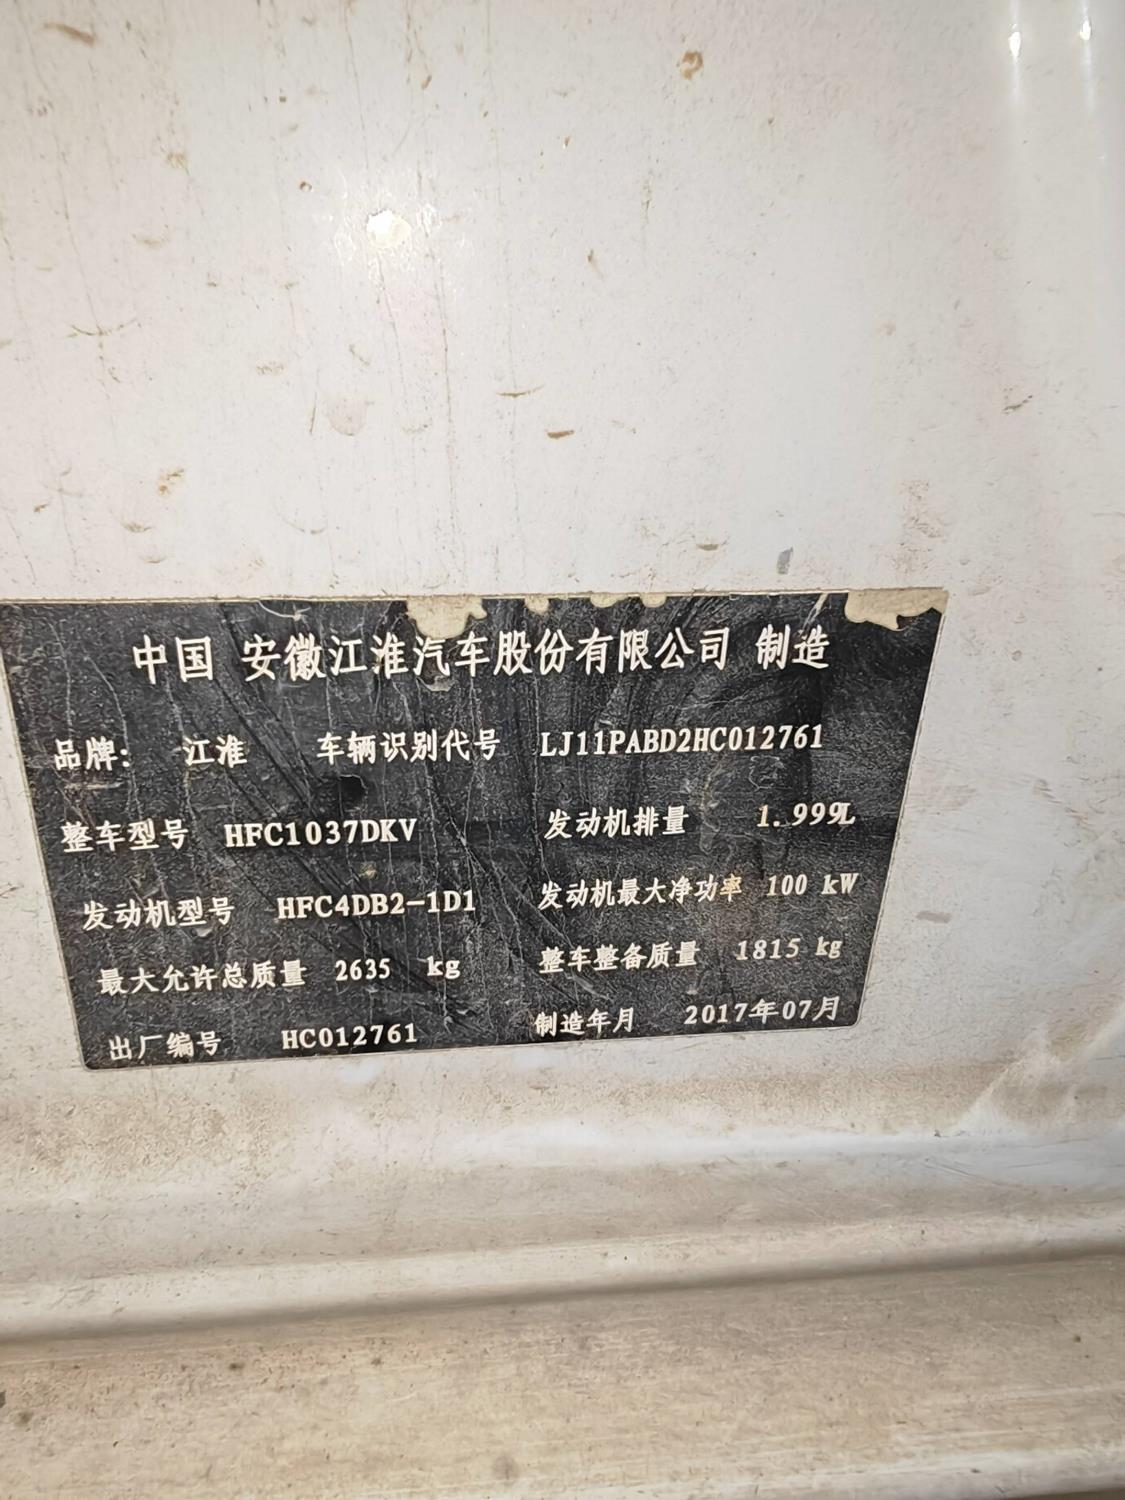 中国 安徽江淮汽车股份有限公司 制造
品牌: 江淮 车辆识别代号 LJ11PABD2HC012761
整车型号 HFC1037DKV 发动机排量 1.999L
发动机型号 HFC4DB2-1D1 发动机最大净功率 100 kW
最大允许总质量 2635 kg 整车整备质量 1815 kg
出厂编号 HC012761 制造年月 2017年07月